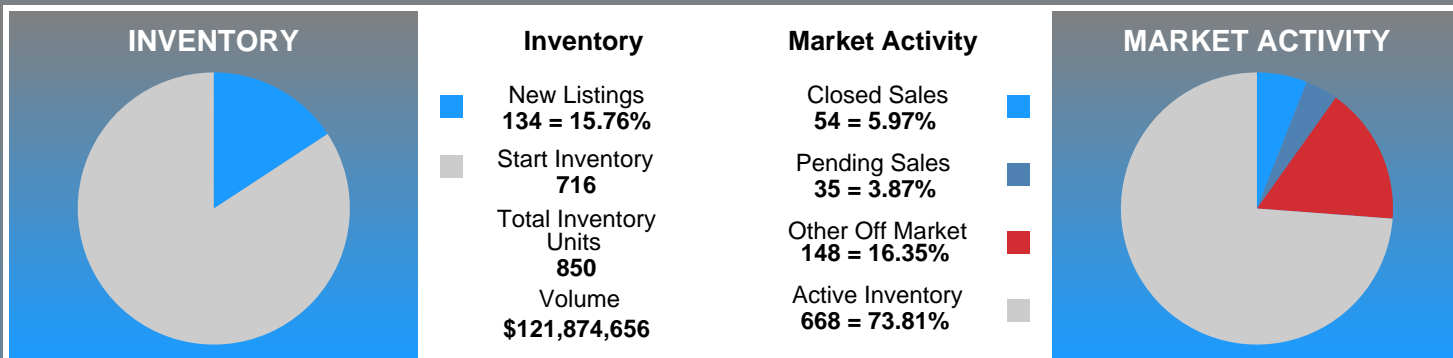 INVENTORY
Inventory
New Listings
134 = 15.76%
Start Inventory
716
Total Inventory
Units
850
Volume
$121,874,656
Market Activity
Closed Sales
54 = 5.97%
Pending Sales
35 = 3.87%
Other Off Market
148 = 16.35%
Active Inventory
668 = 73.81%
MARKET ACTIVITY